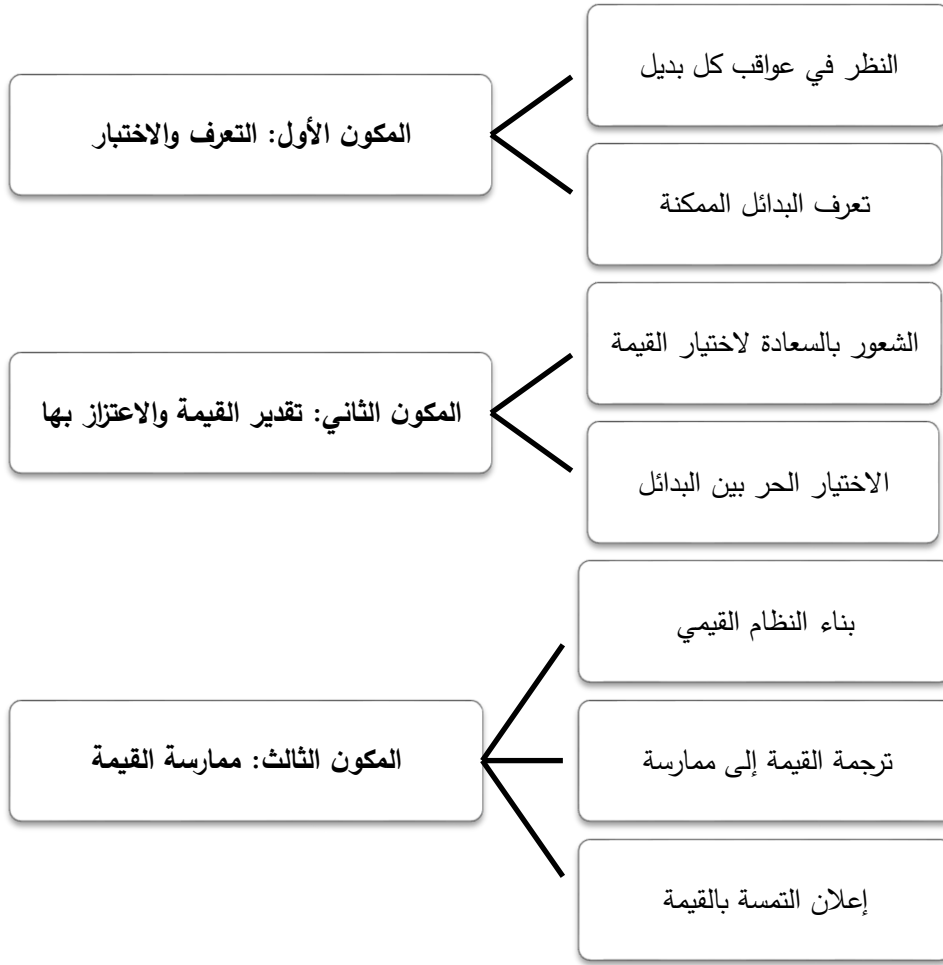 المكون الأول: التعرف والاختبار
النظر في عواقب كل بديل
تعرف البدائل الممكنة
المكون الثاني: تقدير القيمة والاعتزاز بها
الشعور بالسعادة لاختيار القيمة
الاختيار الحر بين البدائل
المكون الثالث: ممارسة القيمة
بناء النظام القيمي
ترجمة القيمة إلى ممارسة
إعلان التمسة بالقيمة